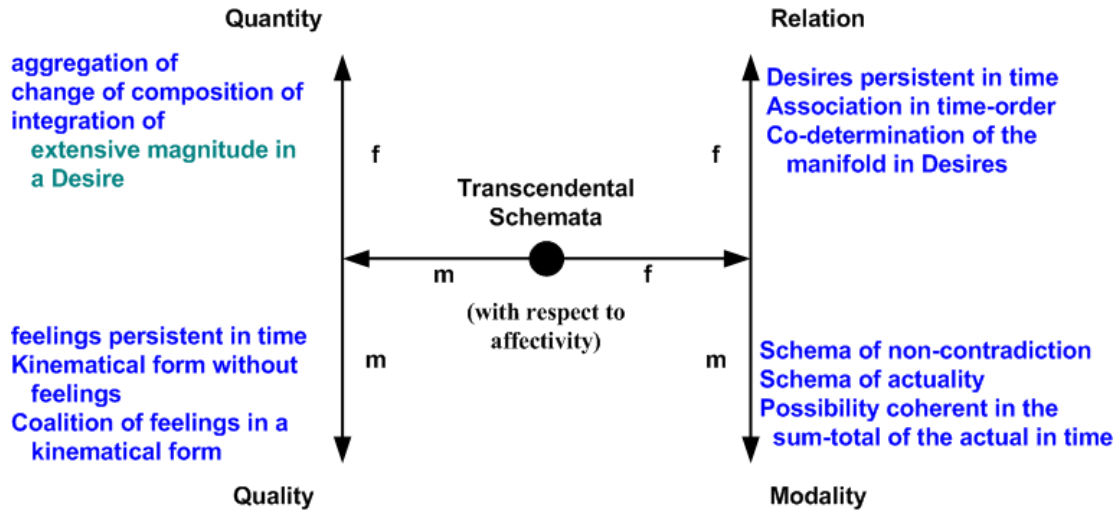 Quantity
Relation
aggregation of
change of composition of
integration of
extensive magnitude in
a Desire
f
Desires persistent in time
Association in time-order
Co-determination of the
manifold in Desires
f
Transcendental
Schemata
m
f
(with respect to
affectivity)
feelings persistent in time
Kinematical form without
feelings
Coalition of feelings in a
kinematical form
m
Schema of non-contradiction
Schema of actuality
Possibility coherent in the
sum-total of the actual in time
m
Quality
Modality